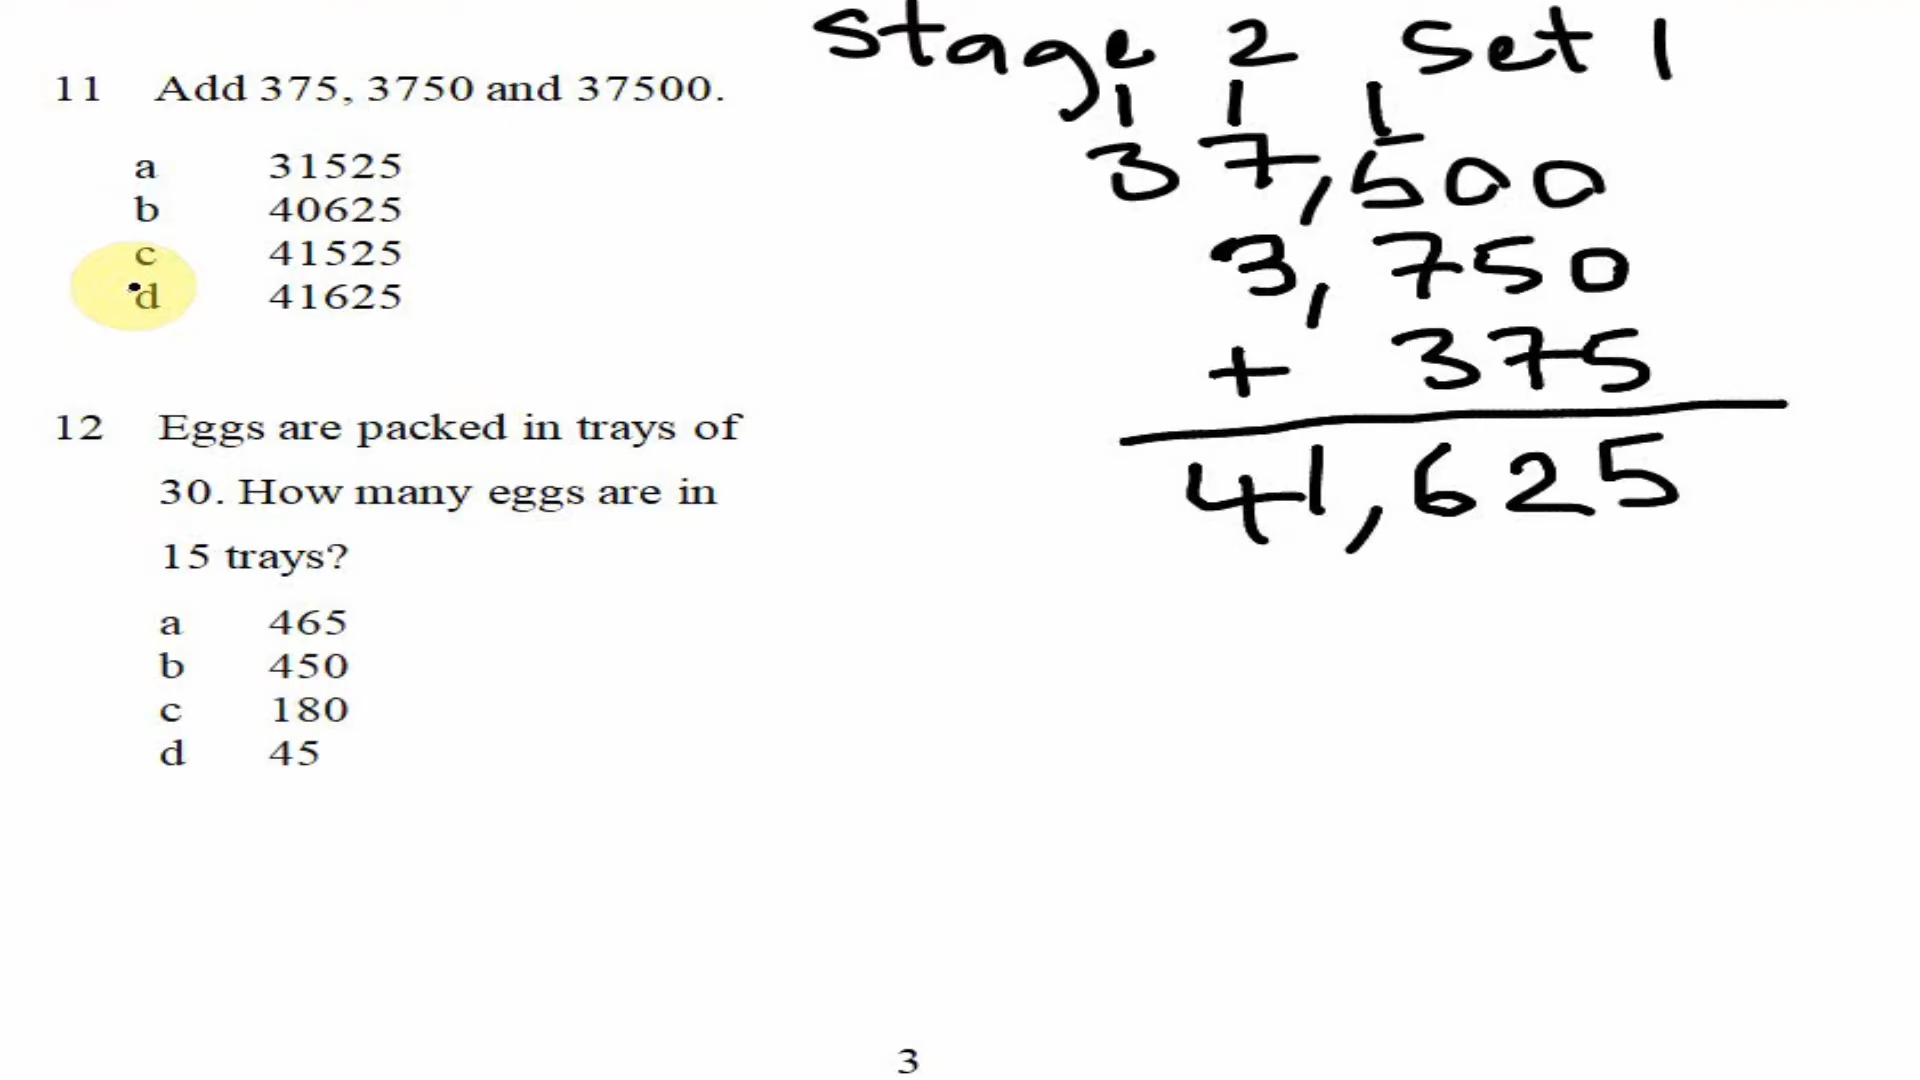 stage 2 set 1
11 Add 375, 3750 and 37500.
a 31525
b 40625
c 41525
d 41625
1 1 1
37,500
3,750
+ 375
41,625
12 Eggs are packed in trays of
30. How many eggs are in
15 trays?
a 465
b 450
c 180
d 45
3